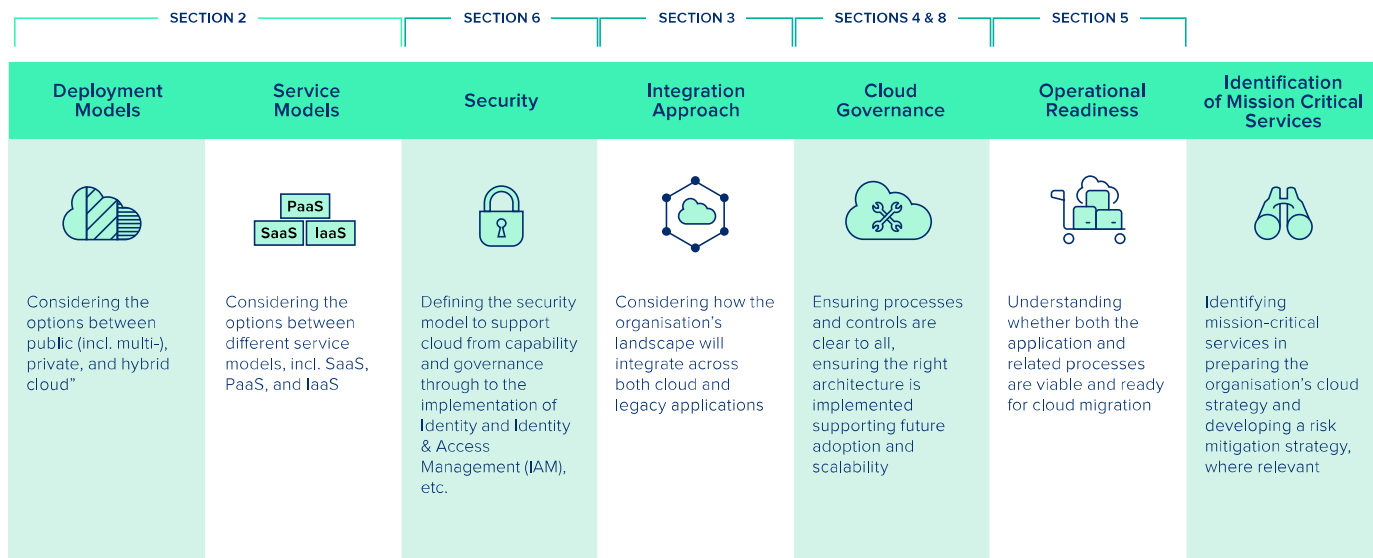 SECTION 2
SECTION 6
SECTION 3
SECTIONS 4 & 8
SECTION 5
Deployment
Models
Service
Models
Security
Integration
Approach
Cloud
Governance
Operational
Readiness
Identification
of Mission Critical
Services
PaaS
SaaS
IaaS
Considering the
options between
public (incl. multi-),
private, and hybrid
cloud”
Considering the
options between
different service
models, incl. SaaS,
PaaS, and IaaS
Defining the security
model to support
cloud from capability
and governance
through to the
implementation of
Identity and Identity
& Access
Management (IAM),
etc.
Considering how the
organisation’s
landscape will
integrate across
both cloud and
legacy applications
Ensuring processes
and controls are
clear to all,
ensuring the right
architecture is
implemented
supporting future
adoption and
scalability
Understanding
whether both the
application and
related processes
are viable and ready
for cloud migration
Identifying
mission-critical
services in
preparing the
organisation’s cloud
strategy and
developing a risk
mitigation strategy,
where relevant